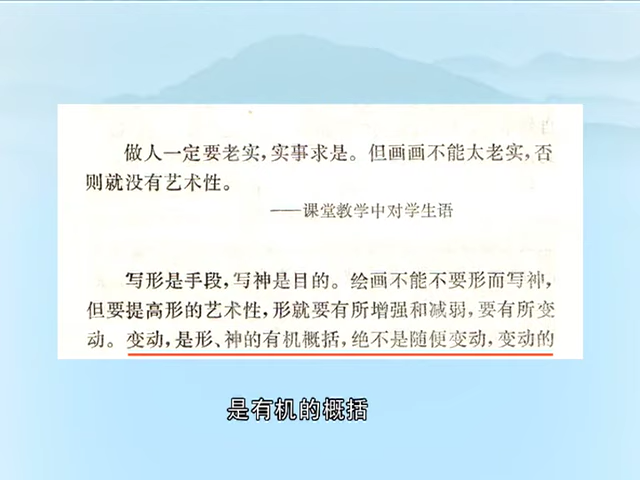 做人一定要老实，实事求是。但画画不能太老实，否
则就没有艺术性。
——课堂教学中对学生语
写形是手段，写神是目的。绘画不能不要形而写神，
但要提高形的艺术性，形就要有所增强和减弱，要有所变
动。变动，是形、神的有机概括，绝不是随便变动，变动的
是有机的概括